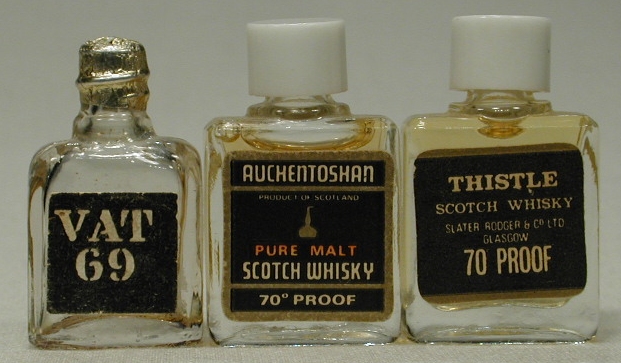 VAT
69
AUCHENTOSHAN
PRODUCT OF SCOTLAND
PURE MALT
SCOTCH WHISKY
70° PROOF
THISTLE
SCOTCH WHISKY
SLATER RODGER & Co LTD
GLASGOW
70 PROOF